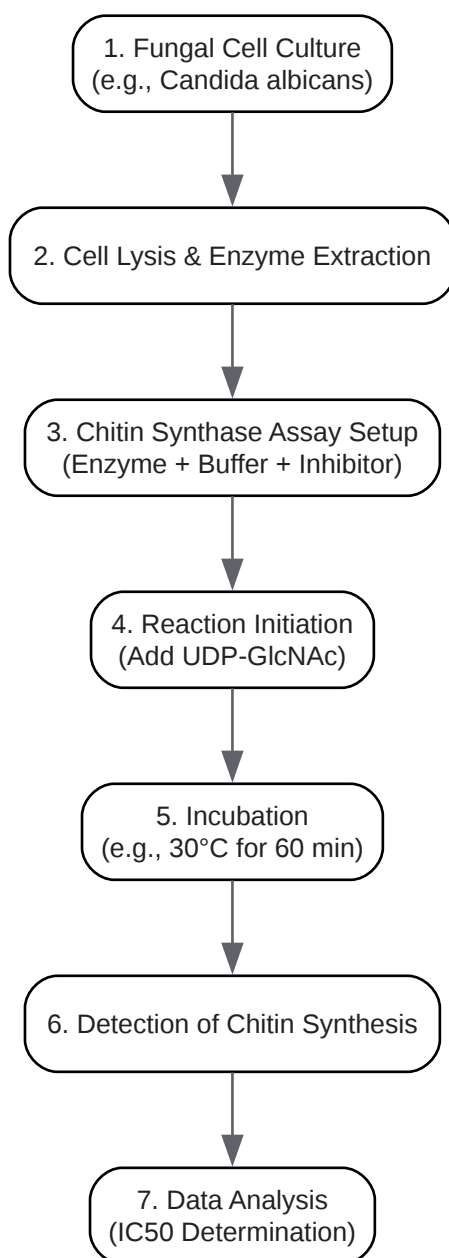 1. Fungal Cell Culture
(e.g., Candida albicans)
2. Cell Lysis & Enzyme Extraction
3. Chitin Synthase Assay Setup
(Enzyme + Buffer + Inhibitor)
4. Reaction Initiation
(Add UDP-GlcNAc)
5. Incubation
(e.g., 30°C for 60 min)
6. Detection of Chitin Synthesis
7. Data Analysis
(IC50 Determination)